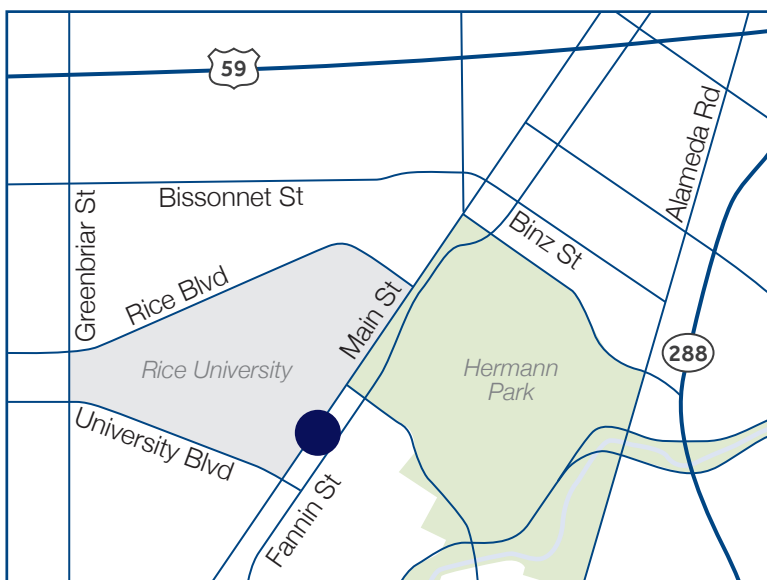 59
Alameda Rd
Bissonnet St
Greenbriar St
Binz St
Rice Blvd
Main St
288
Rice University
Hermann
Park
University Blvd
Fannin St